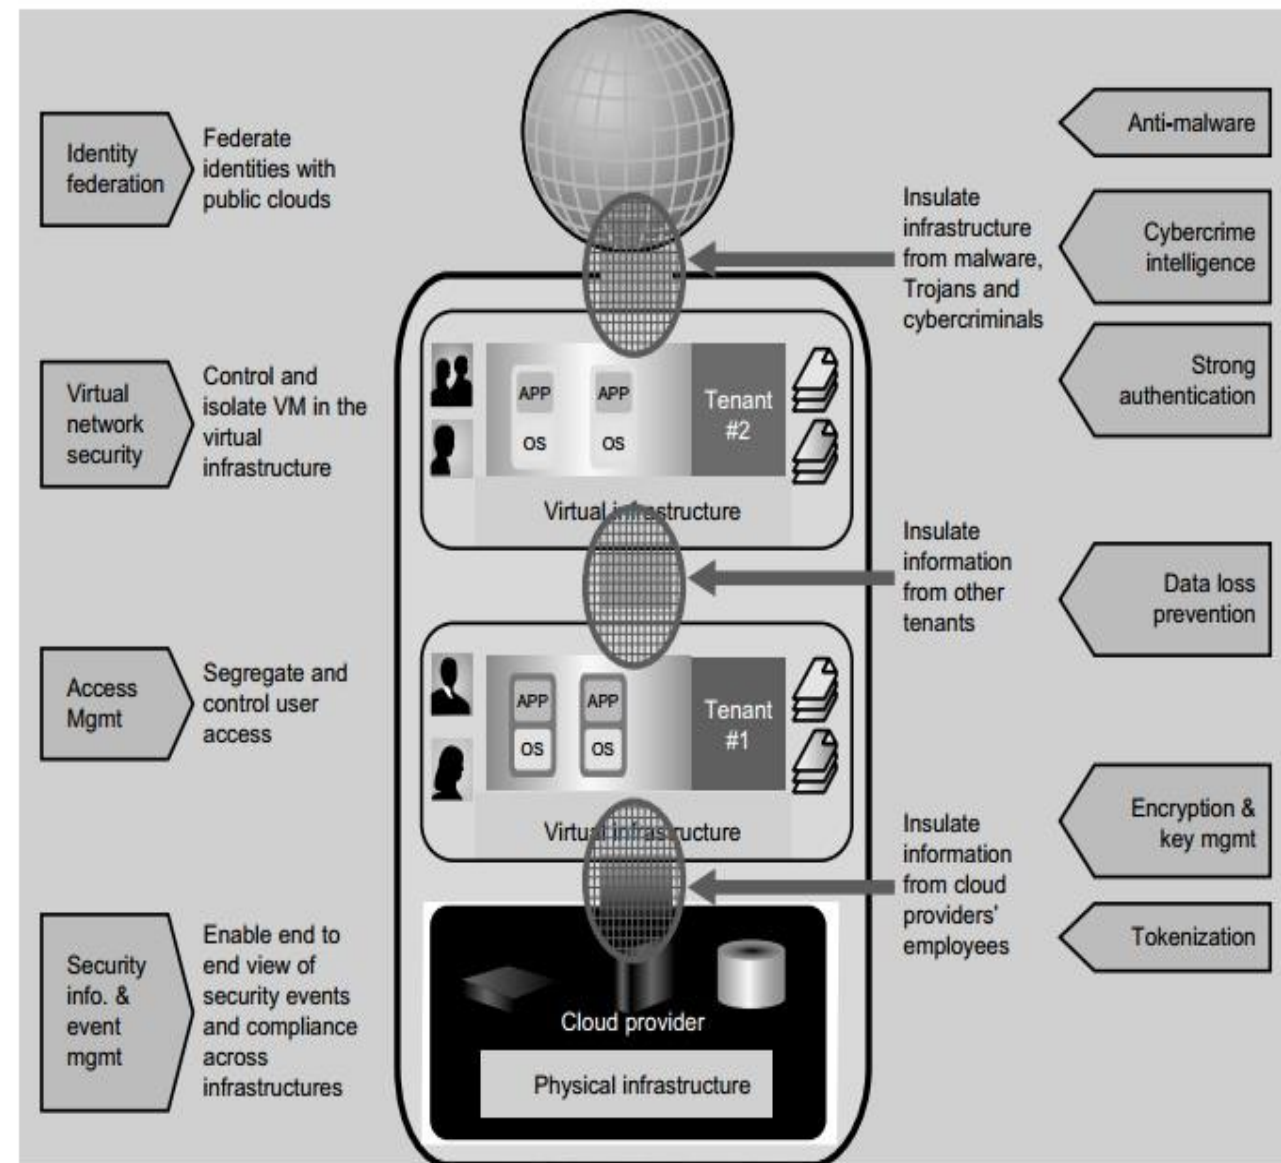 Identity
federation
Federate
identities with
public clouds
Virtual
network
security
Control and
isolate VM in the
virtual
infrastructure
Access
Mgmt
Segregate and
control user
access
Security
info. &
event
mgmt
Enable end to
end view of
security events
and compliance
across
infrastructures
APP
OS
APP
OS
Tenant
#2
Virtual infrastructure
APP
OS
APP
OS
Tenant
#1
Virtual infrastructure
Cloud provider
Physical infrastructure
Insulate
infrastructure
from malware,
Trojans and
cybercriminals
Insulate
information
from other
tenants
Insulate
information
from cloud
providers'
employees
Anti-malware
Cybercrime
intelligence
Strong
authentication
Data loss
prevention
Encryption &
key mgmt
Tokenization